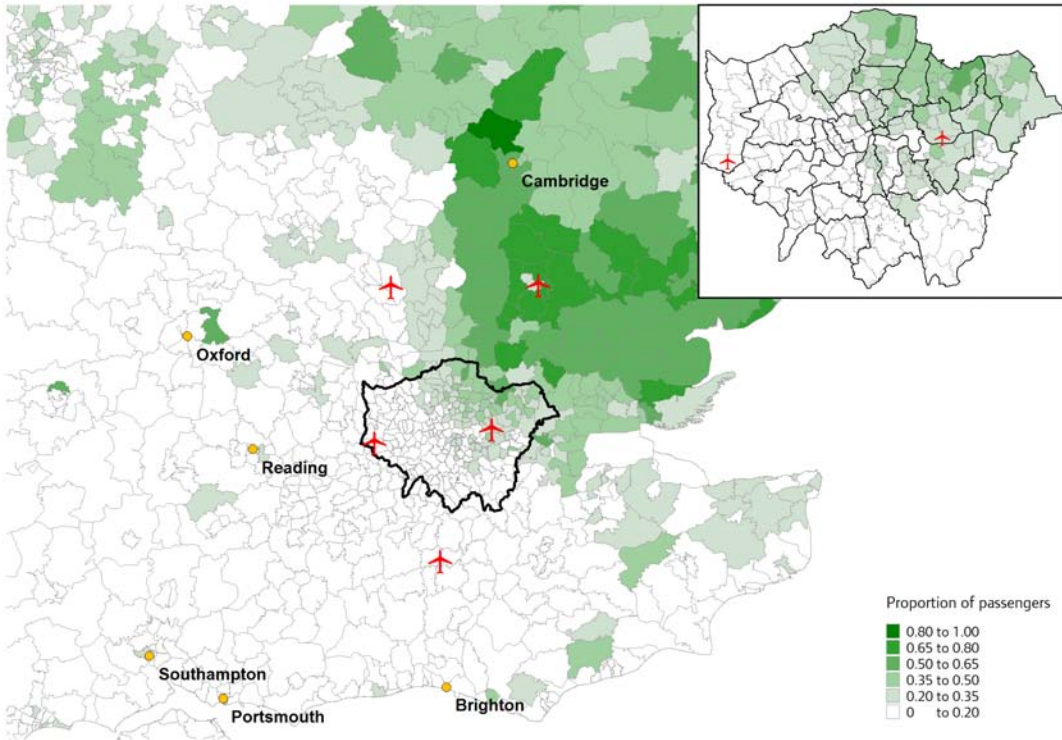 Cambridge
Oxford
Reading
Southampton
Portsmouth
Brighton
Proportion of passengers
0.80 to 1.00
0.65 to 0.80
0.50 to 0.65
0.35 to 0.50
0.20 to 0.35
0 to 0.20